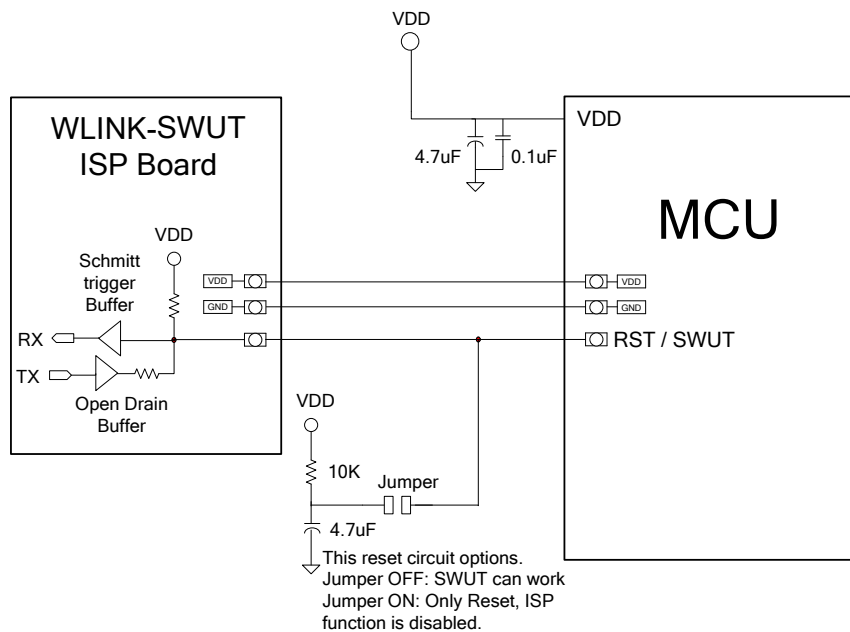 VDD
WLINK-SWUT
ISP Board
VDD
4.7uF
0.1uF
MCU
VDD
Schmitt
trigger
Buffer
VDD
VDD
GND
GND
RX
RST / SWUT
TX
Open Drain
Buffer
VDD
10K
Jumper
4.7uF
This reset circuit options.
Jumper OFF: SWUT can work
Jumper ON: Only Reset, ISP
function is disabled.